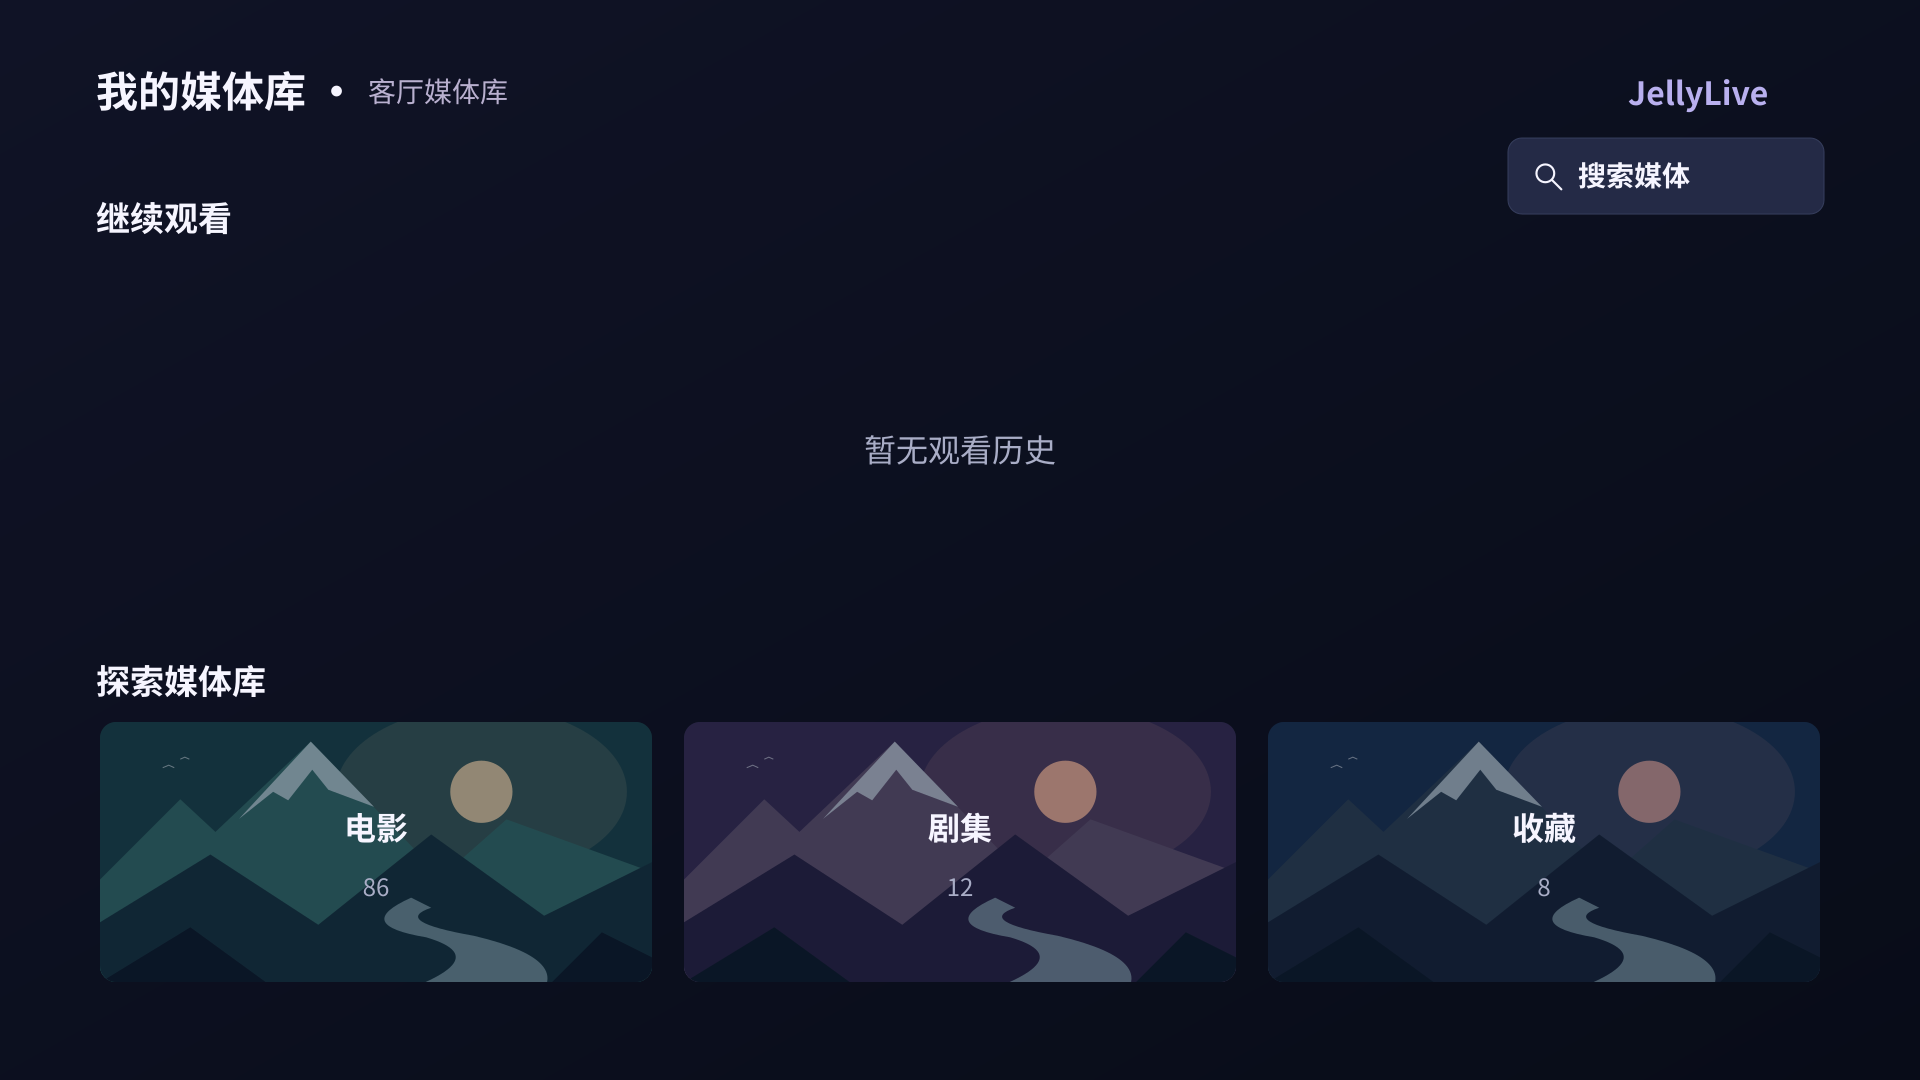 我的媒体库 • 客厅媒体库
JellyLive
搜索媒体
继续观看
暂无观看历史
探索媒体库
电影
86
剧集
12
收藏
8